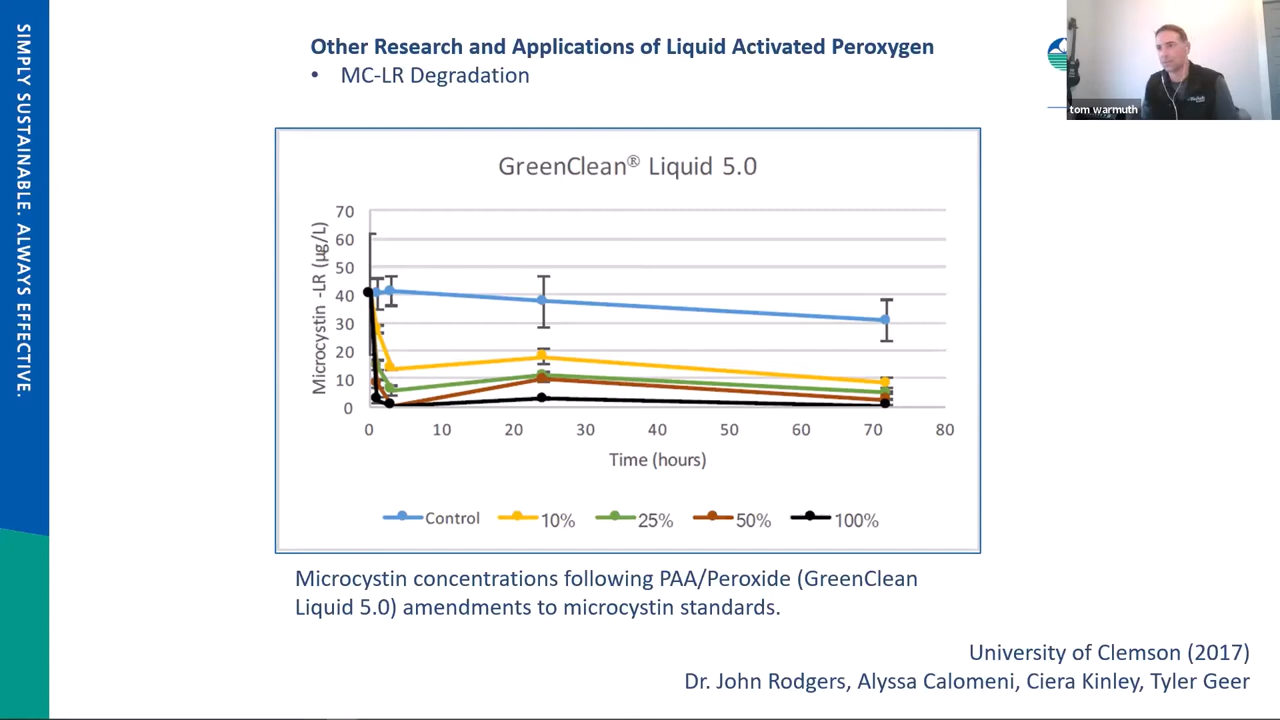 SIMPLY SUSTAINABLE. ALWAYS EFFECTIVE.
Other Research and Applications of Liquid Activated Peroxygen
• MC-LR Degradation
tom warmuth
GreenClean® Liquid 5.0
Microcystin -LR (µg/L)
70
60
50
40
30
20
10
0
0 10 20 30 40 50 60 70 80
Time (hours)
Control 10% 25% 50% 100%
Microcystin concentrations following PAA/Peroxide (GreenClean
Liquid 5.0) amendments to microcystin standards.
University of Clemson (2017)
Dr. John Rodgers, Alyssa Calomeni, Ciera Kinley, Tyler Geer